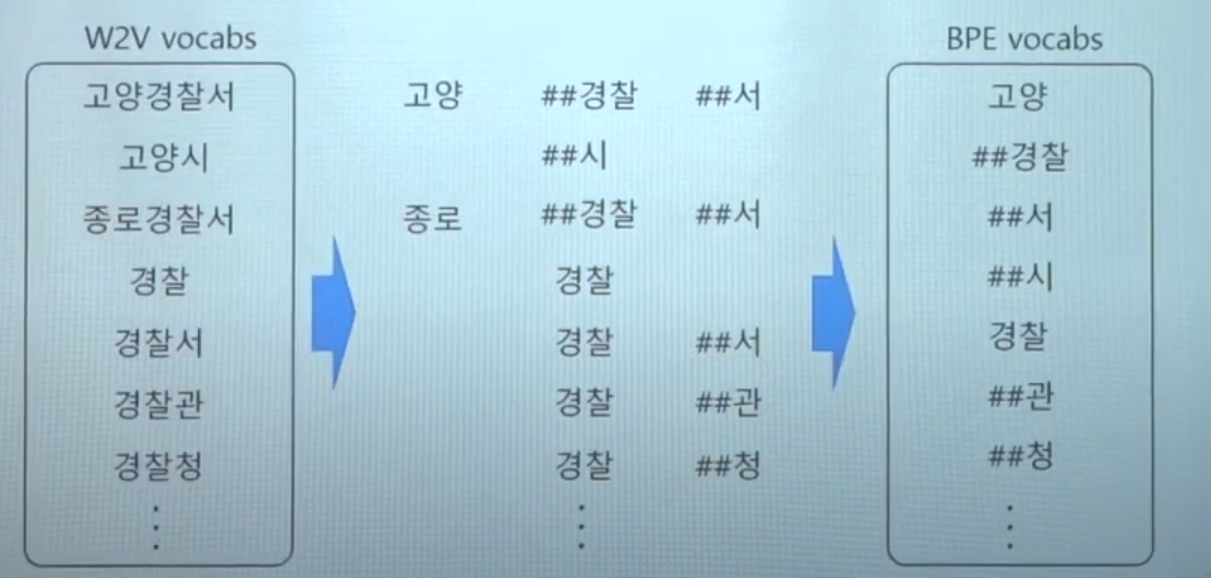 W2V vocabs BPE vocabs
고양경찰서 고양 ##경찰 ##서 고양
고양시 ##시 ##경찰
종로경찰서 종로 ##경찰 ##서 ##서
경찰 경찰 ##시
경찰서 경찰 ##서 경찰
경찰관 경찰 ##관 ##관
경찰청 경찰 ##청 ##청